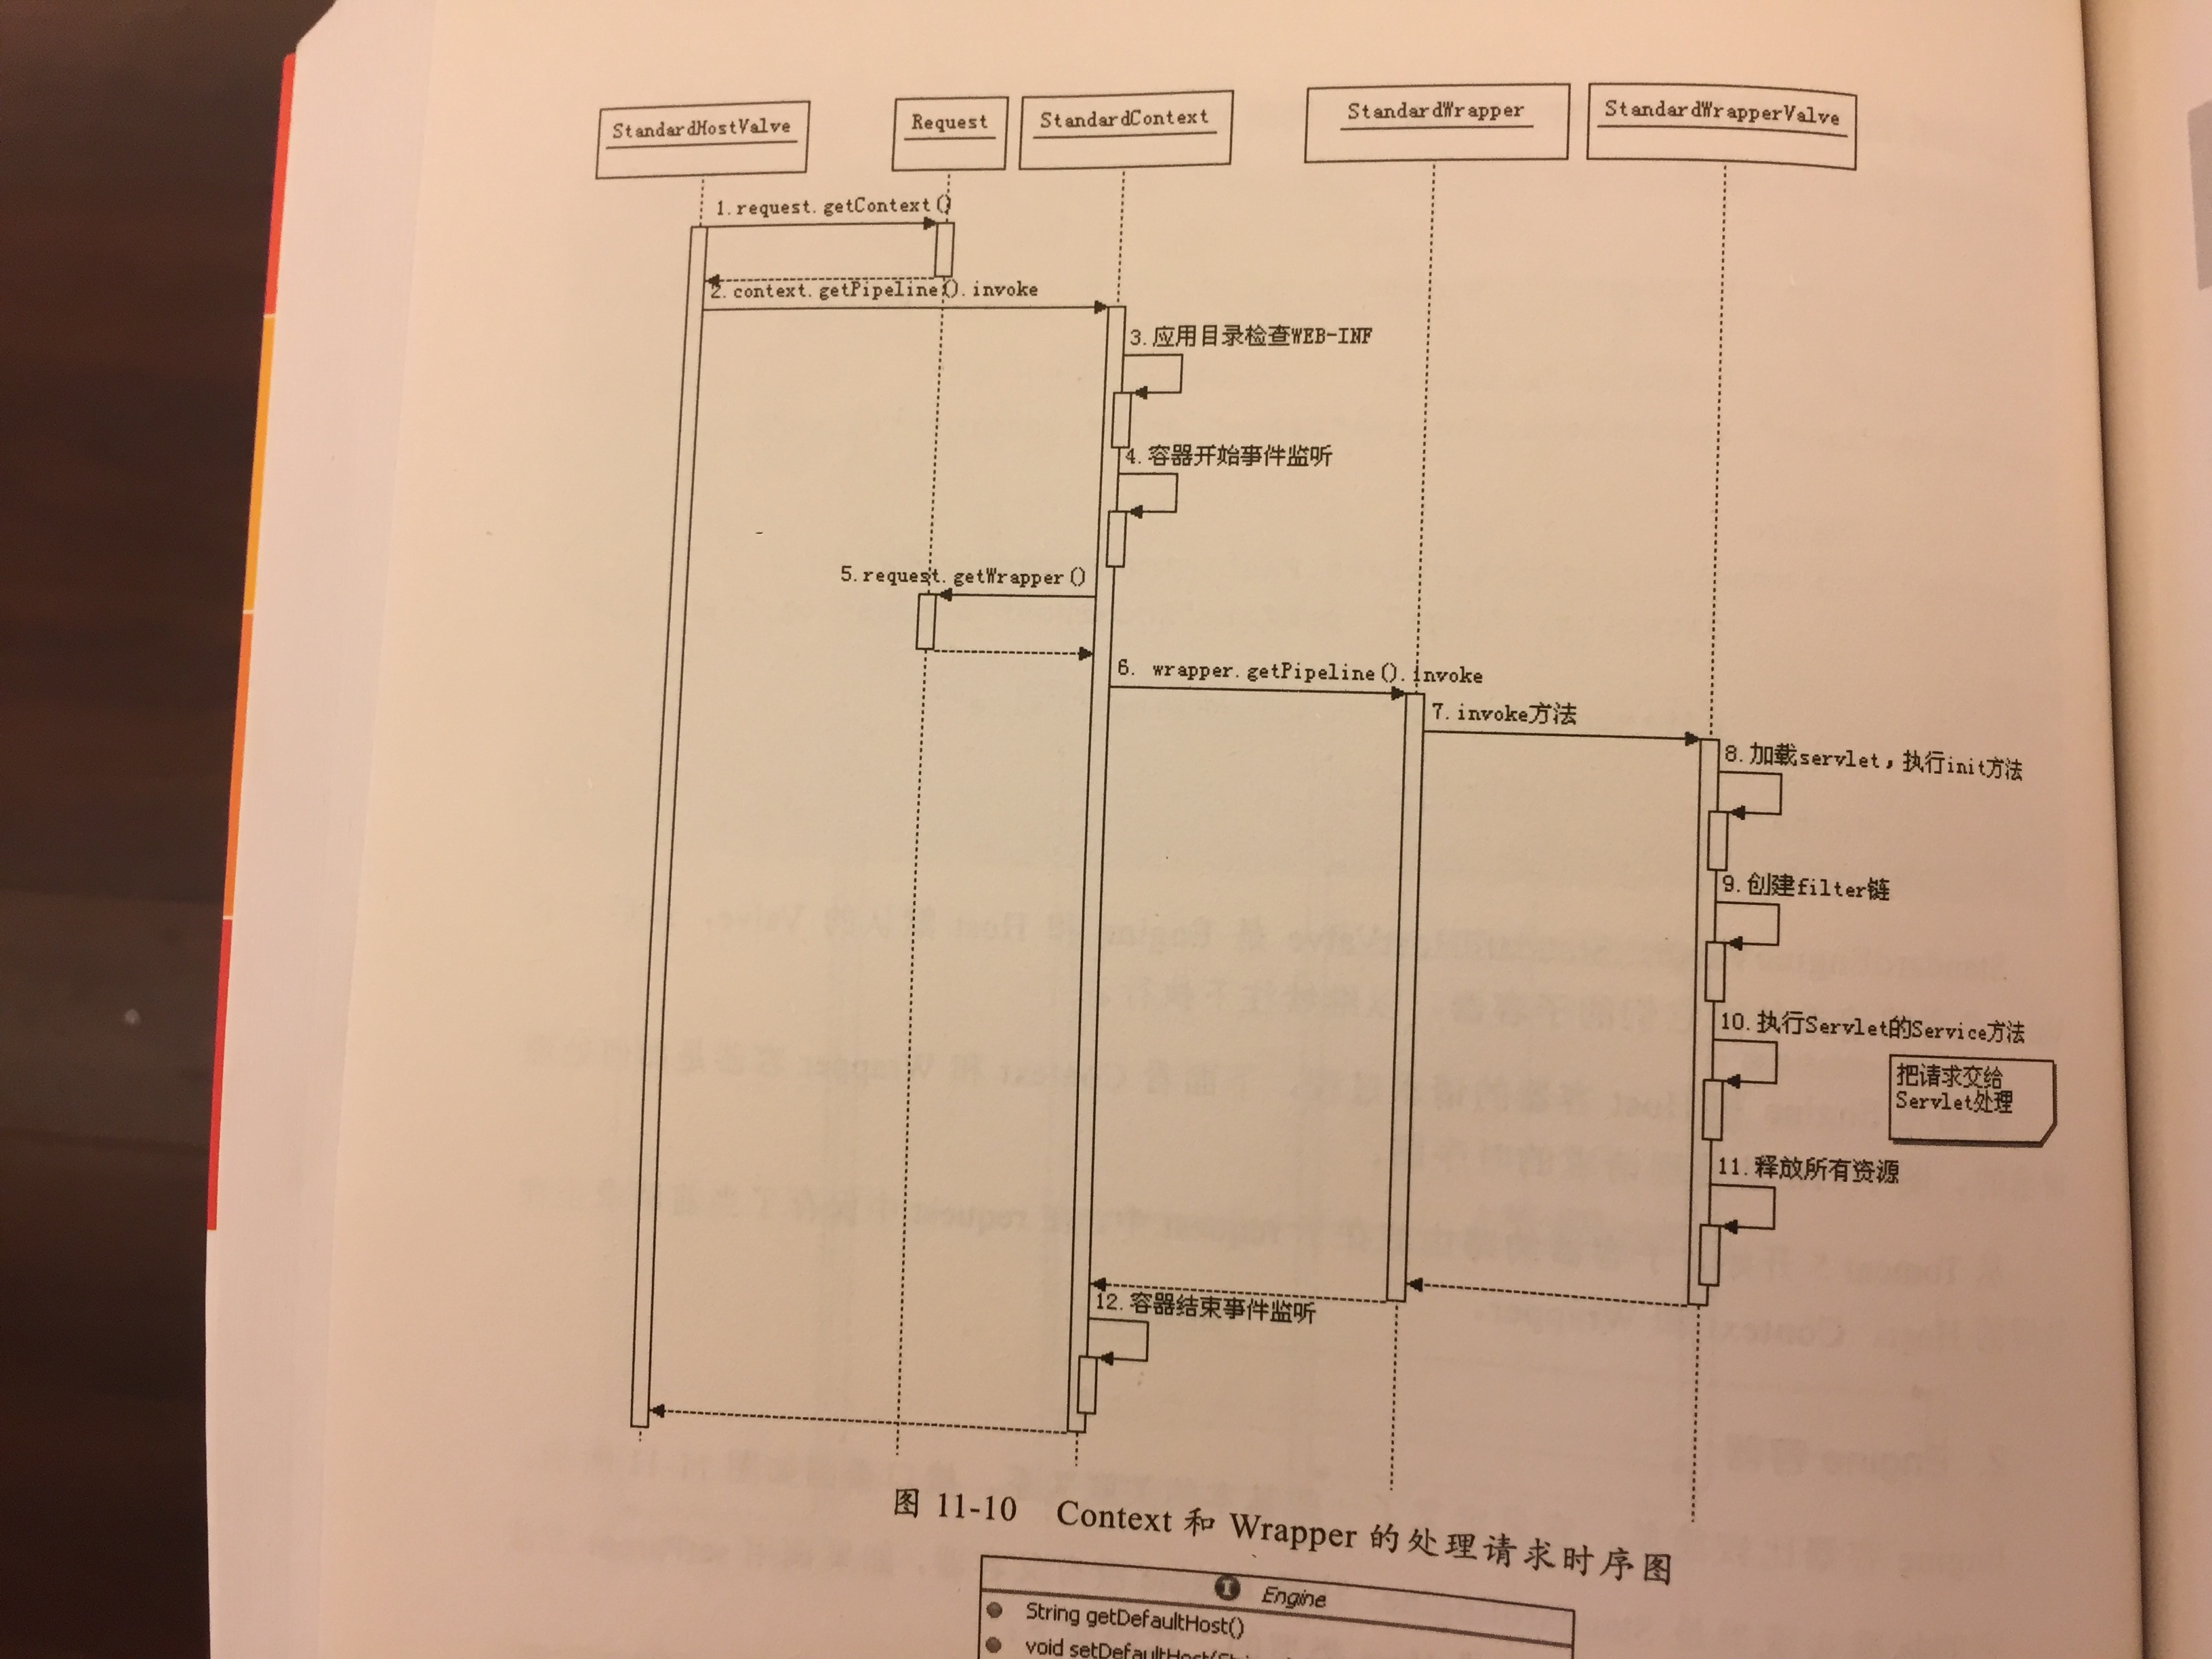 StandardHostValve
Request
StandardContext
StandardWrapper
StandardWrapperValve
1.request.getContext()
2.context.getPipeline().invoke
3.应用目录检查WEB-INF
4.容器开始事件监听
5.request.getWrapper()
6. wrapper.getPipeline().invoke
7.invoke方法
8.加载servlet，执行init方法
9.创建filter链
10.执行Servlet的Service方法
把请求交给
Servlet处理
11.释放所有资源
12.容器结束事件监听
图 11-10 Context 和 Wrapper 的处理请求时序图
I Engine
String getDefaultHost()
void setDefaultHost(